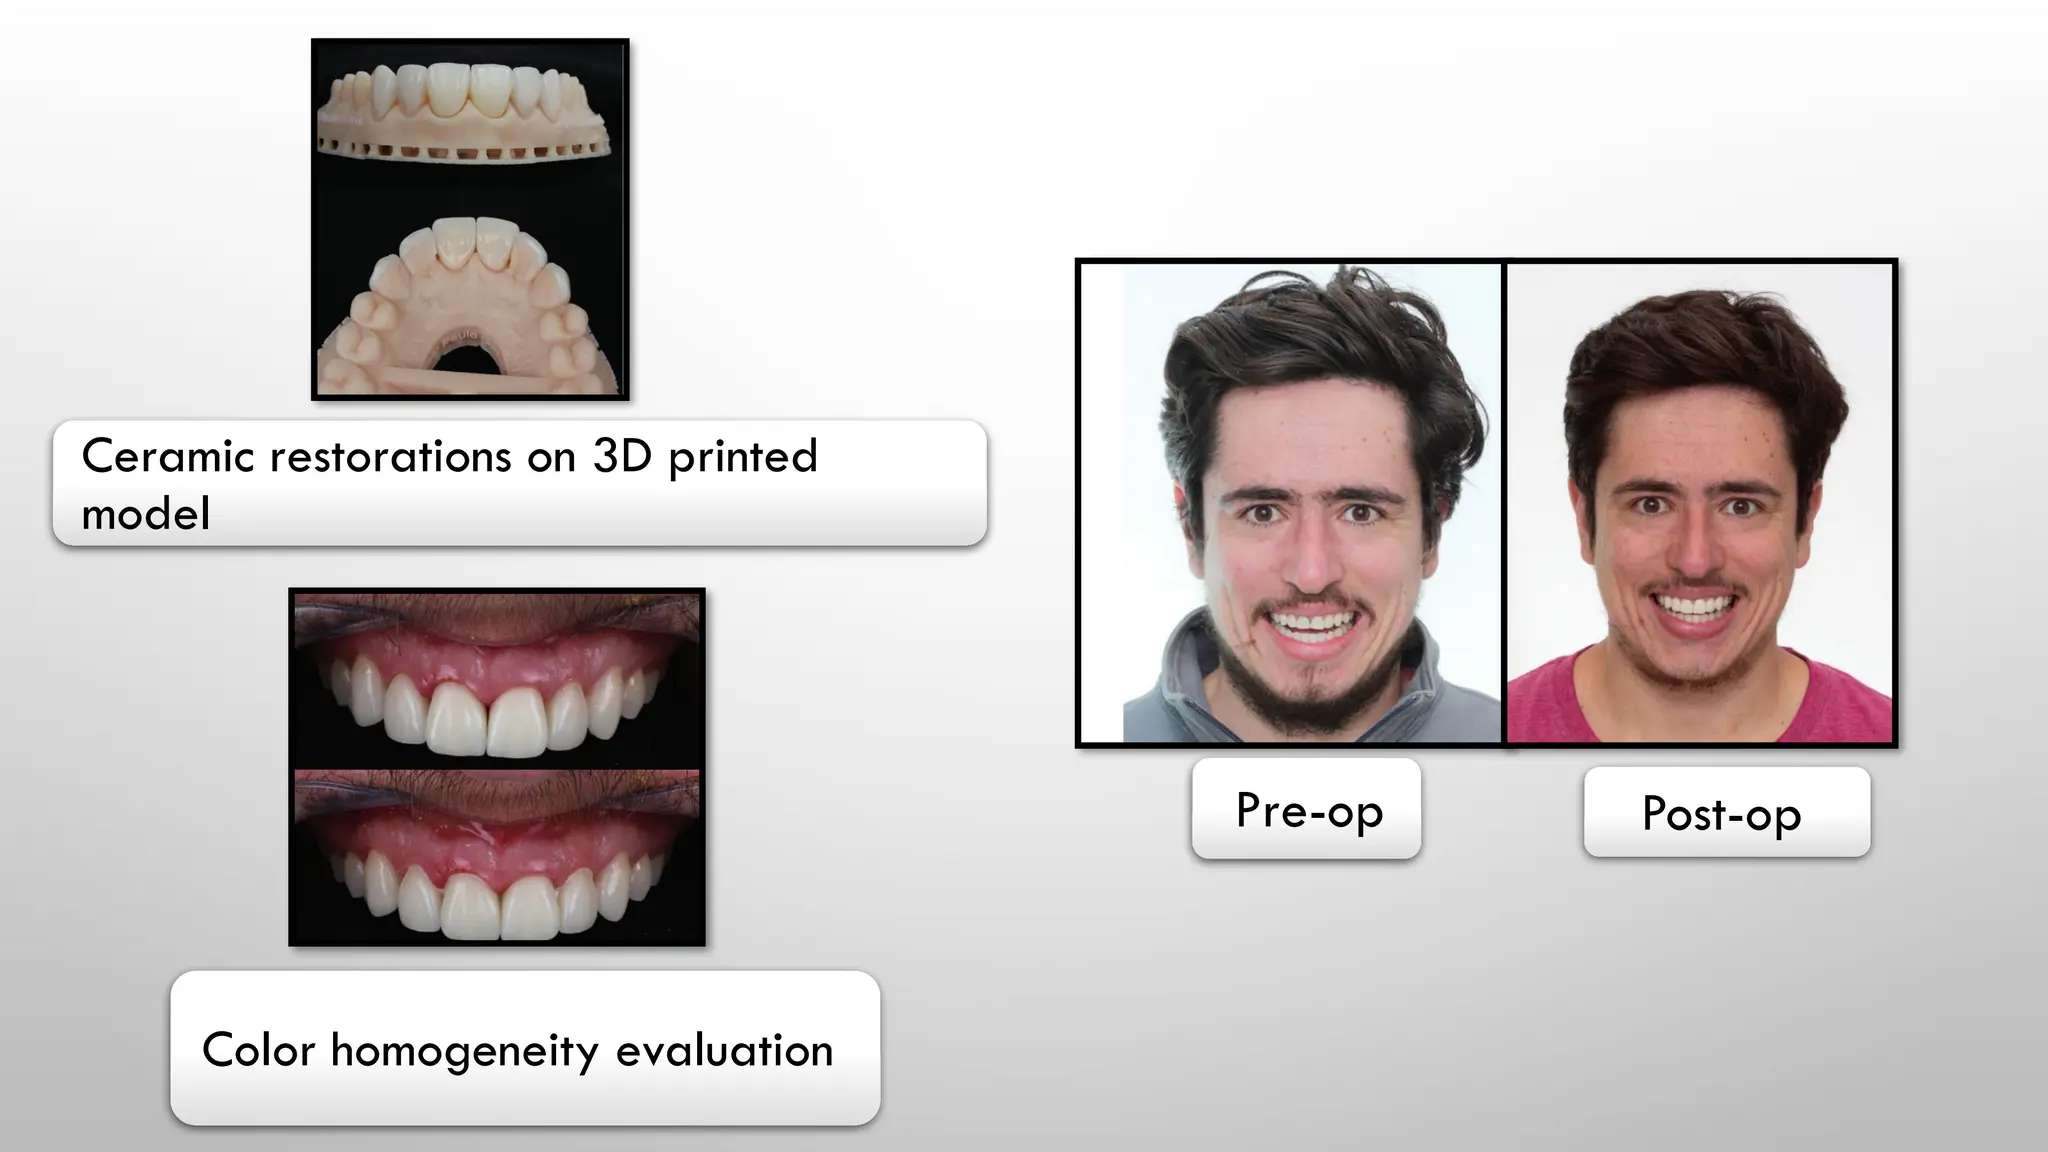 Ceramic restorations on 3D printed
model
Color homogeneity evaluation
Pre-op
Post-op